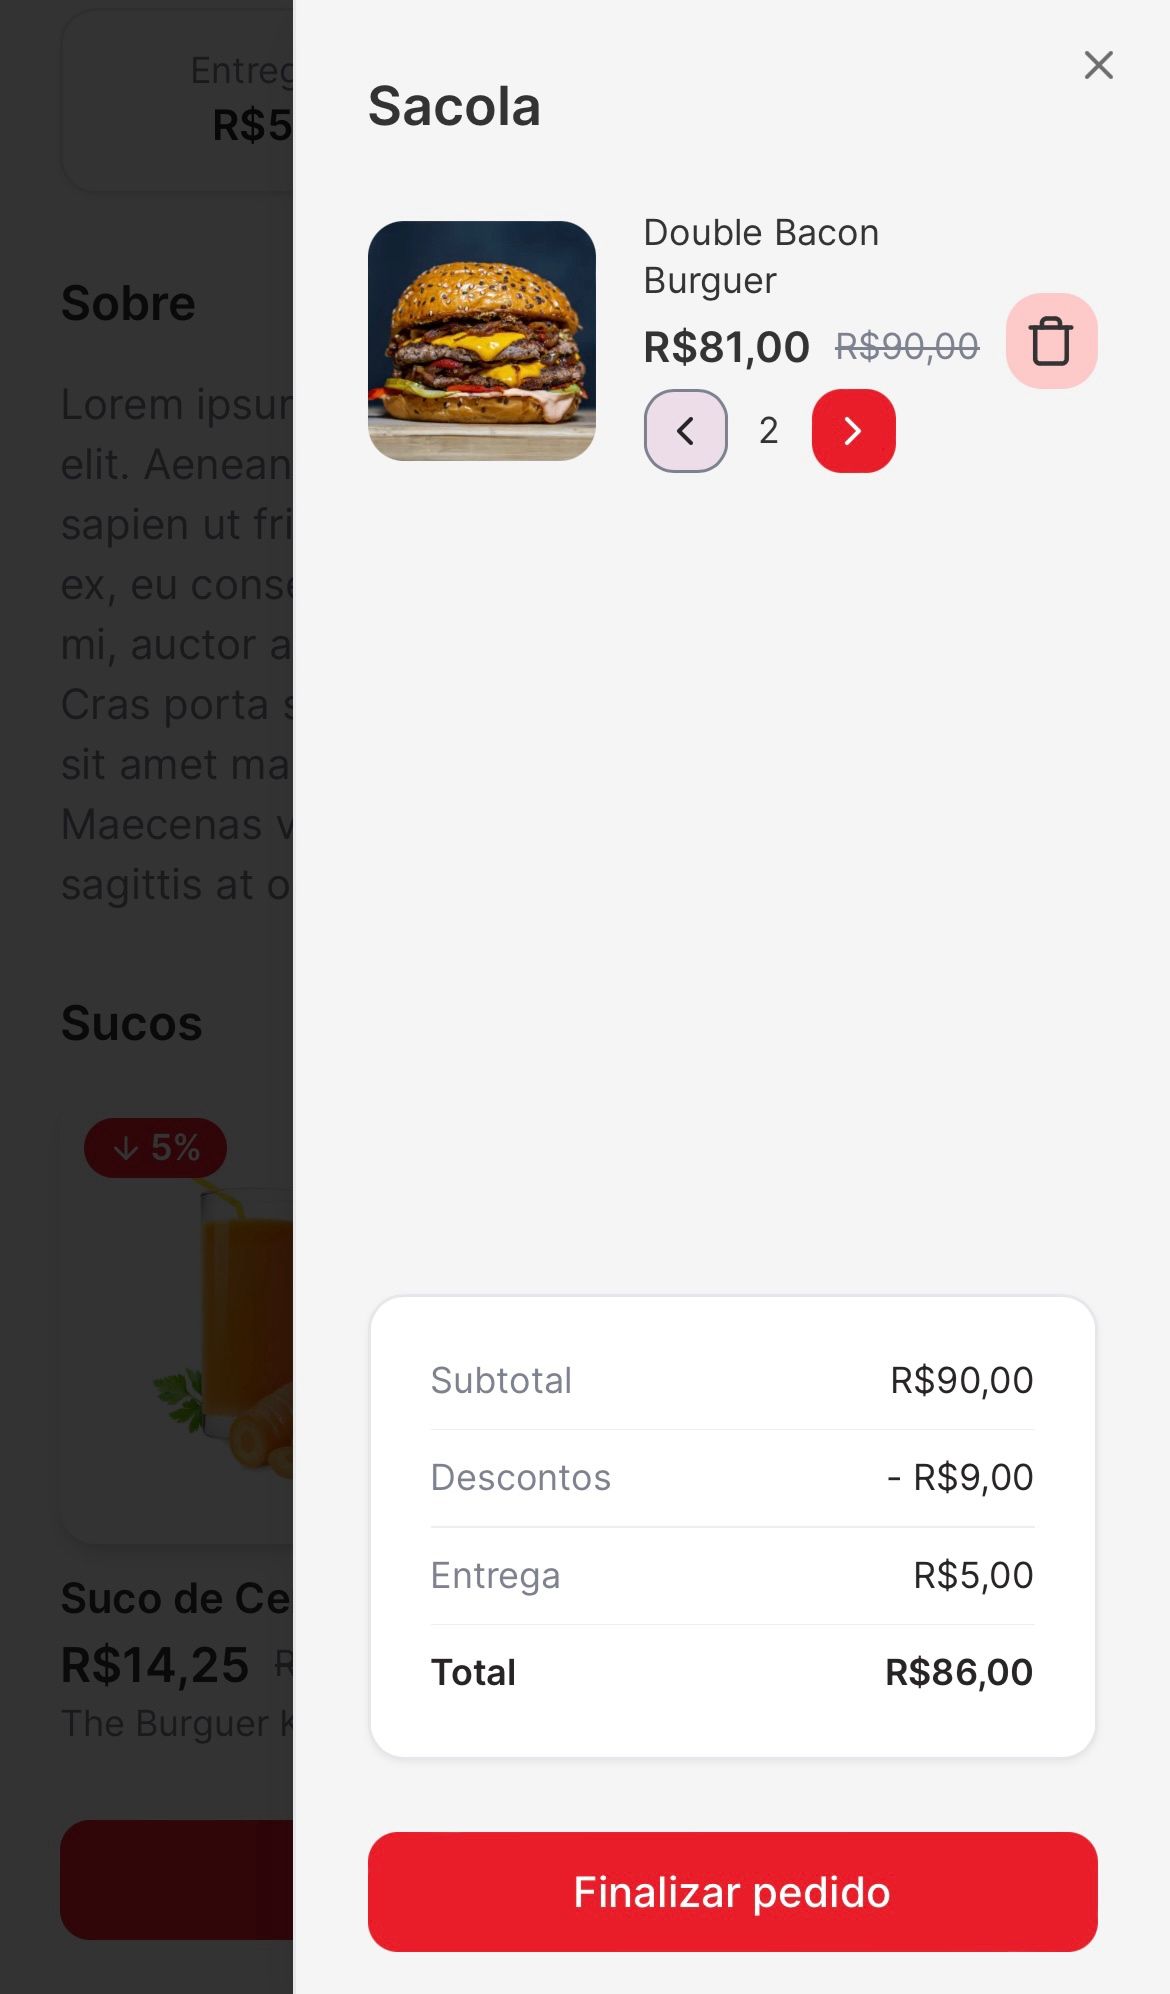 Entreg
R$5
Sobre
Lorem ipsur
elit. Aenean
sapien ut fri
ex, eu conse
mi, auctor a
Cras porta s
sit amet ma
Maecenas v
sagittis at o
Sucos
5%
Suco de Ce
R$14,25
The Burguer K
Sacola
Double Bacon
Burguer
R$81,00 R$90,00
2
Subtotal R$90,00
Descontos - R$9,00
Entrega R$5,00
Total R$86,00
Finalizar pedido